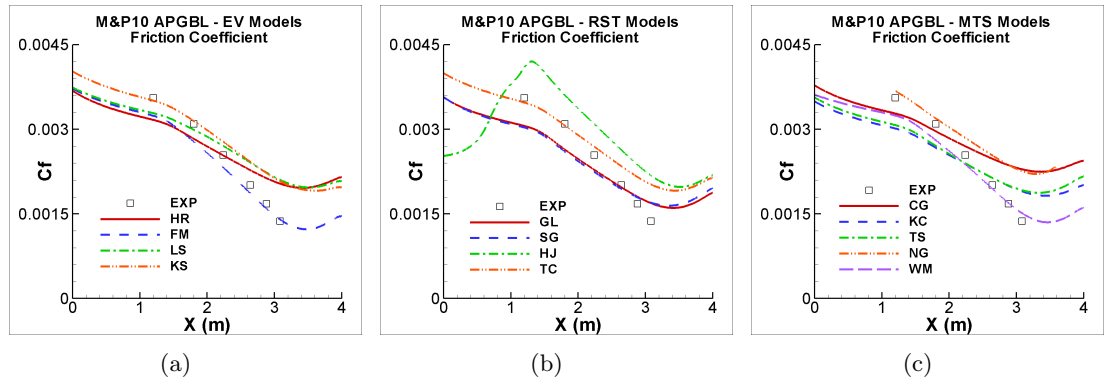 M&P10 APGBL - EV Models
Friction Coefficient
0.0045
0.003
0.0015
0
Cf
EXP
HR
FM
LS
KS
0 1 2 3 4
X (m)
(a)
M&P10 APGBL - RST Models
Friction Coefficient
0.0045
0.003
0.0015
0
Cf
EXP
GL
SG
HJ
TC
0 1 2 3 4
X (m)
(b)
M&P10 APGBL - MTS Models
Friction Coefficient
0.0045
0.003
0.0015
0
Cf
EXP
CG
KC
TS
NG
WM
0 1 2 3 4
X (m)
(c)